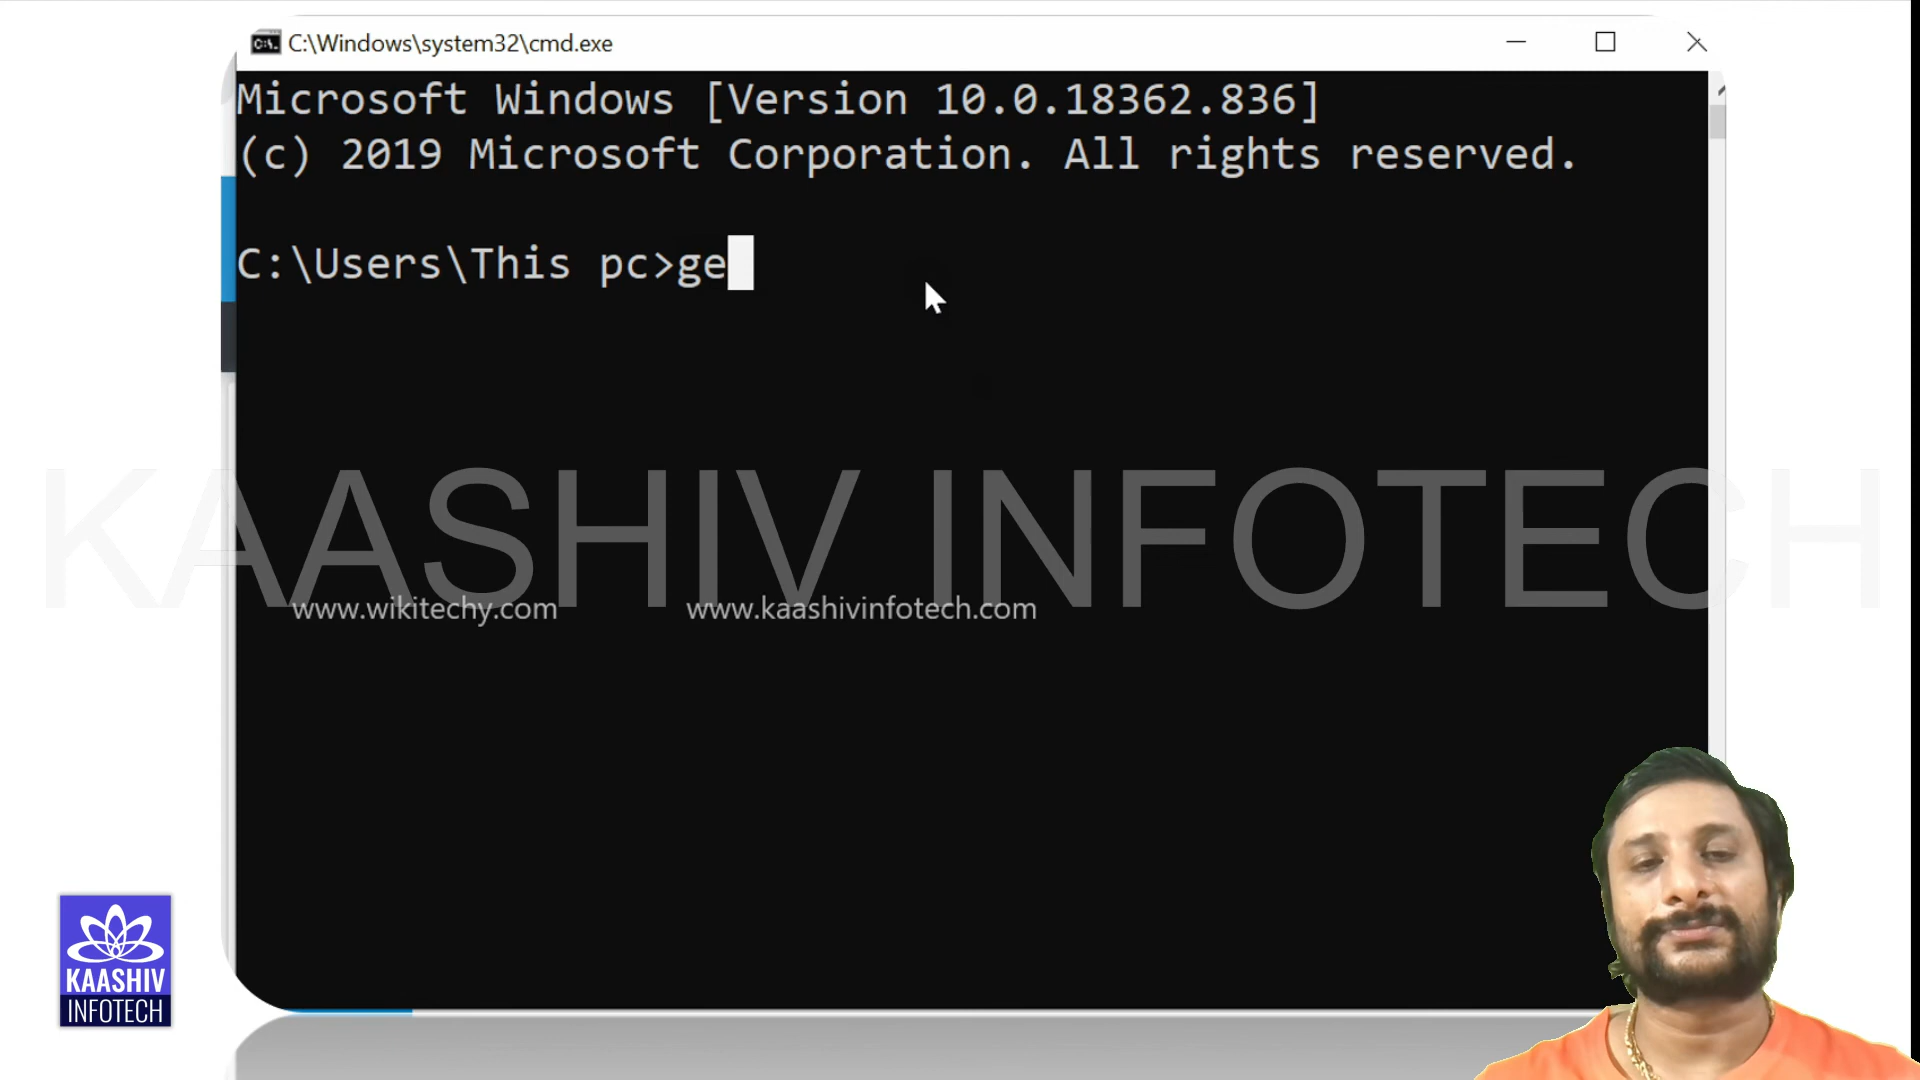 C:\Windows\system32\cmd.exe
Microsoft Windows [Version 10.0.18362.836]
(c) 2019 Microsoft Corporation. All rights reserved.
C:\Users\This pc>ge
KAASHIV INFOTECH
www.wikitechy.com www.kaashivinfotech.com
KAASHIV
INFOTECH